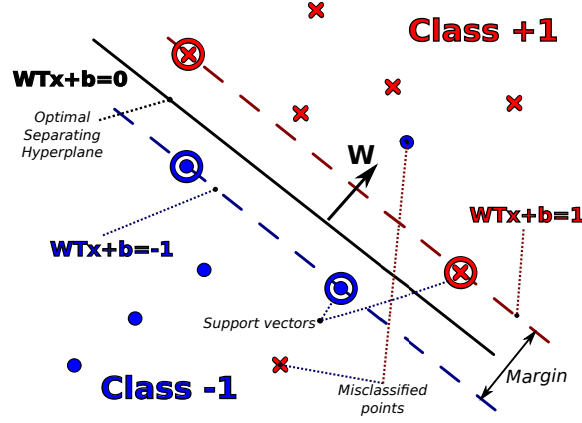 Class +1
WTx+b=0
Optimal
Separating
Hyperplane
W
WTx+b=-1
WTx+b=1
Support vectors
Margin
Class -1
Misclassified
points